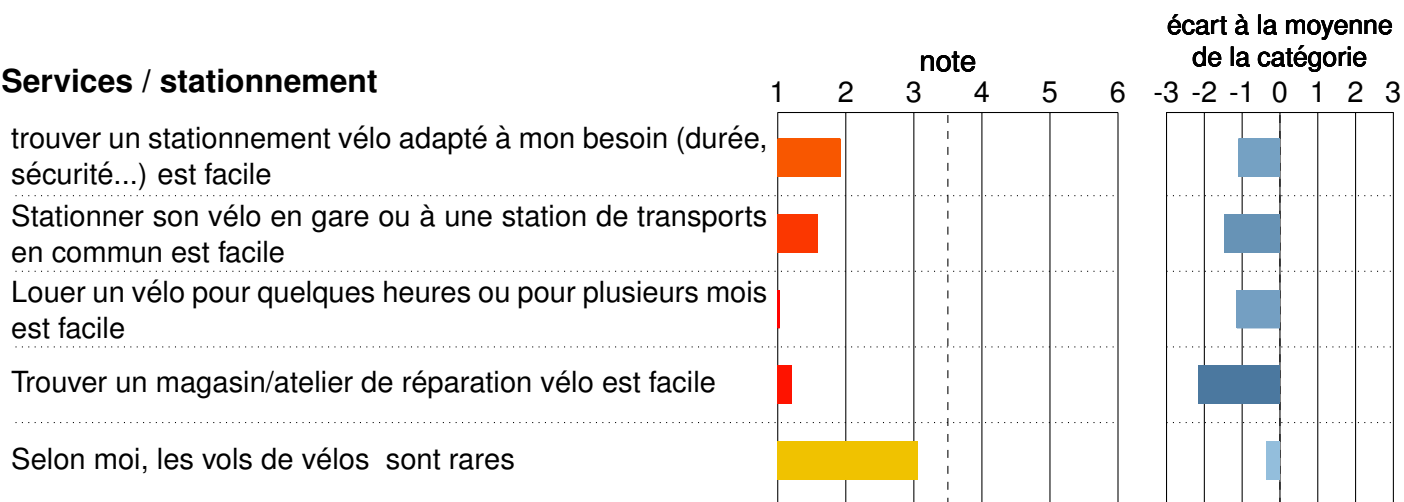 écart à la moyenne
note de la catégorie
Services / stationnement
1 2 3 4 5 6 -3 -2 -1 0 1 2 3
trouver un stationnement vélo adapté à mon besoin (durée,
sécurité...) est facile
Stationner son vélo en gare ou à une station de transports
en commun est facile
Louer un vélo pour quelques heures ou pour plusieurs mois
est facile
Trouver un magasin/atelier de réparation vélo est facile
Selon moi, les vols de vélos sont rares